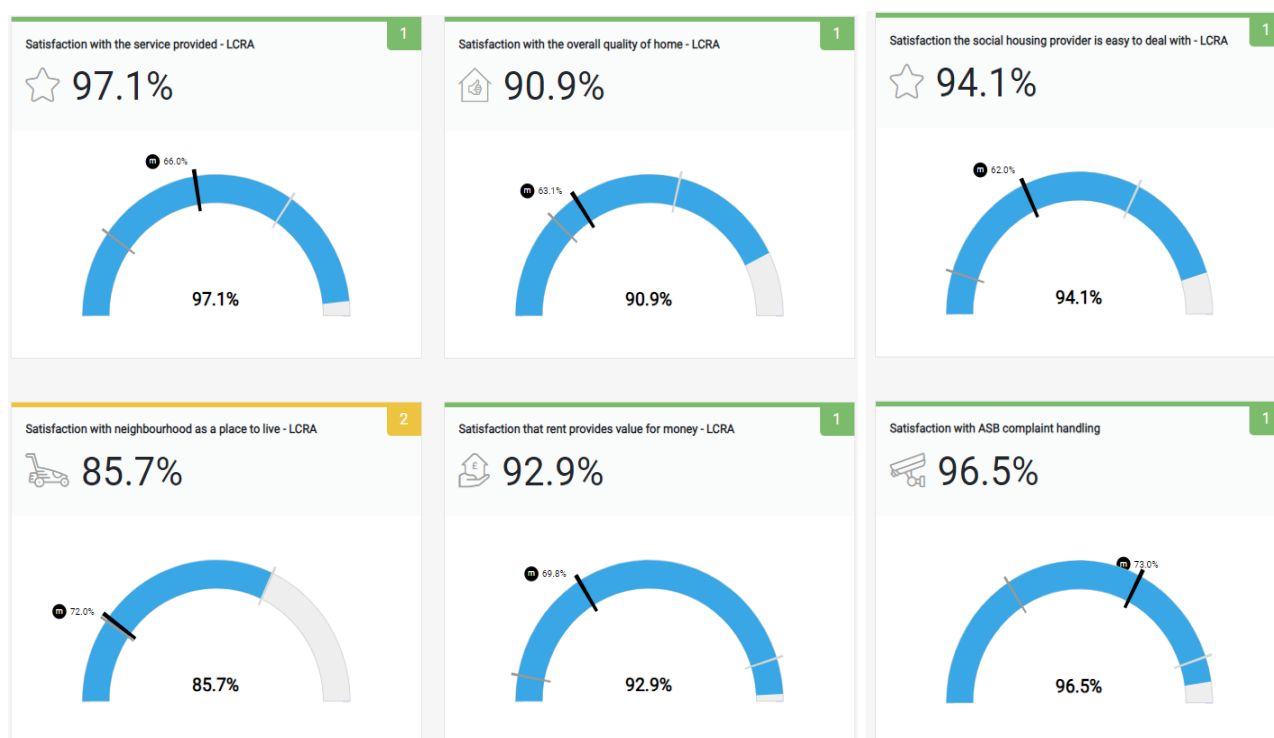 Satisfaction with the service provided - LCRA
1
97.1%
m 66.0%
97.1%
Satisfaction with the overall quality of home - LCRA
1
90.9%
m 63.1%
90.9%
Satisfaction the social housing provider is easy to deal with - LCRA
1
94.1%
m 62.0%
94.1%
Satisfaction with neighbourhood as a place to live - LCRA
2
85.7%
m 72.0%
85.7%
Satisfaction that rent provides value for money - LCRA
1
£
92.9%
m 69.8%
92.9%
Satisfaction with ASB complaint handling
1
96.5%
m 73.0%
96.5%